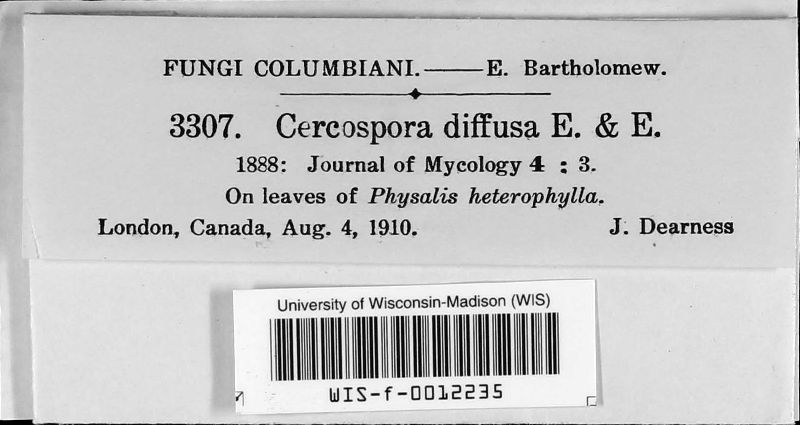 FUNGI COLUMBIANI.——E. Bartholomew.
3307. Cercospora diffusa E. & E.
1888: Journal of Mycology 4 : 3.
On leaves of Physalis heterophylla.
London, Canada, Aug. 4, 1910. J. Dearness
University of Wisconsin-Madison (WIS)
WIS-f-0012235